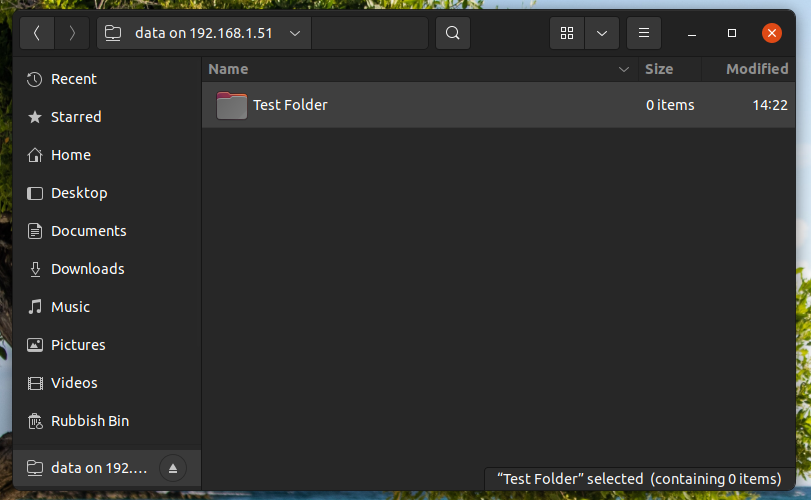 data on 192.168.1.51
Name Size Modified
Test Folder 0 items 14:22
Recent
Starred
Home
Desktop
Documents
Downloads
Music
Pictures
Videos
Rubbish Bin
data on 192.…
“Test Folder” selected (containing 0 items)